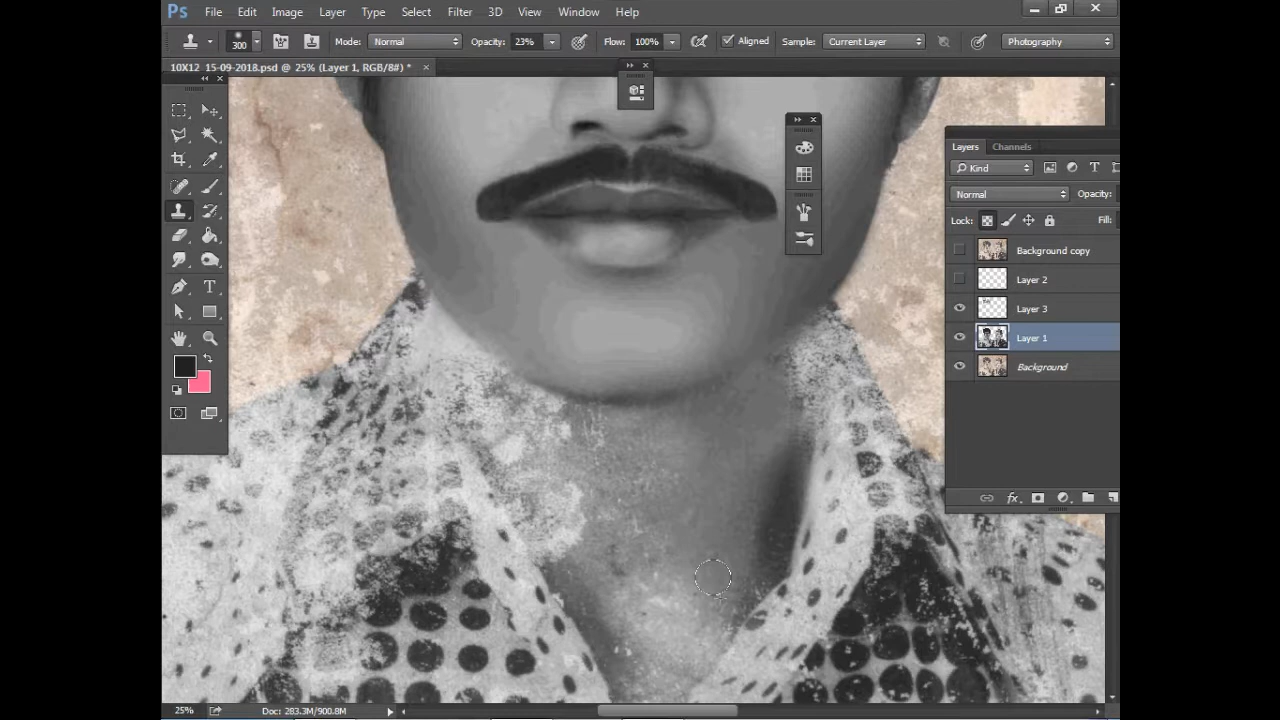 Ps File Edit Image Layer Type Select Filter 3D View Window Help
300 Mode: Normal Opacity: 23% Flow: 100% Aligned Sample: Current Layer Photography
10X12 15-09-2018.psd @ 25% (Layer 1, RGB/8#) *
Layers Channels
Kind
Normal Opacity:
Lock: Fill:
Background copy
Layer 2
Layer 3
Layer 1
Background
25% Doc: 283.3M/900.8M